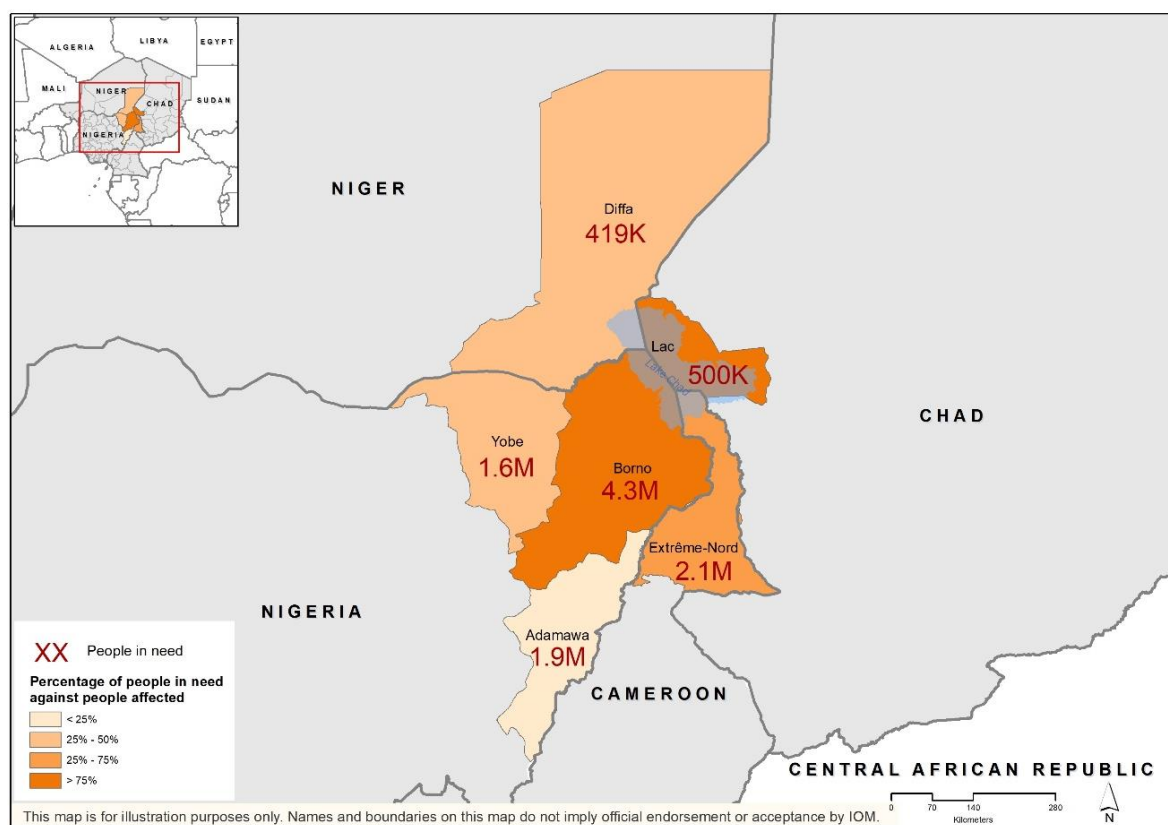 ALGERIA
LIBYA
EGYPT
MALI
NIGER
CHAD
SUDAN
NIGERIA
NIGER
Diffa
419K
Lac
Lake Chad
500K
CHAD
Yobe
1.6M
Borno
4.3M
Extrême-Nord
2.1M
NIGERIA
Adamawa
1.9M
CAMEROON
XX People in need
Percentage of people in need
against people affected
< 25%
25% - 50%
25% - 75%
> 75%
CENTRAL AFRICAN REPUBLIC
0 70 140 280
Kilometers
N
This map is for illustration purposes only. Names and boundaries on this map do not imply official endorsement or acceptance by IOM.